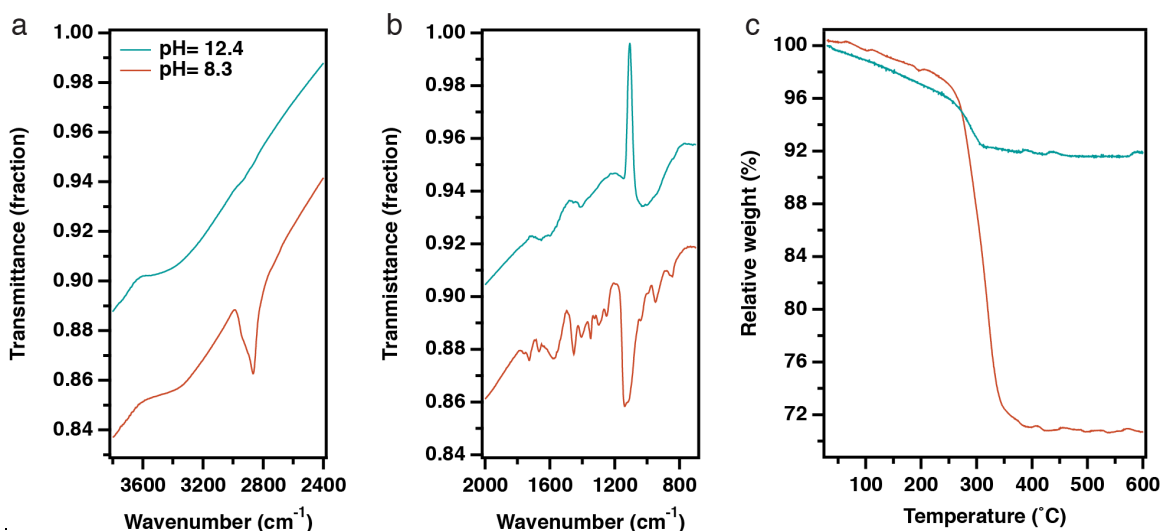 a
1.00
0.98
0.96
0.94
0.92
0.90
0.88
0.86
0.84
Transmittance (fraction)
pH= 12.4
pH= 8.3
3600 3200 2800 2400
Wavenumber (cm⁻¹)
b
1.00
0.98
0.96
0.94
0.92
0.90
0.88
0.86
0.84
Tranmisttance (fraction)
2000 1600 1200 800
Wavenumber (cm⁻¹)
c
100
96
92
88
84
80
76
72
Relative weight (%)
100 200 300 400 500 600
Temperature (˚C)
.